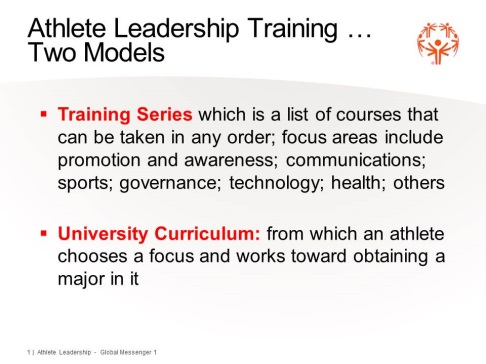 Athlete Leadership Training …
Two Models
▪ Training Series which is a list of courses that
can be taken in any order; focus areas include
promotion and awareness; communications;
sports; governance; technology; health; others
▪ University Curriculum: from which an athlete
chooses a focus and works toward obtaining a
major in it
1 | Athlete Leadership - Global Messenger 1